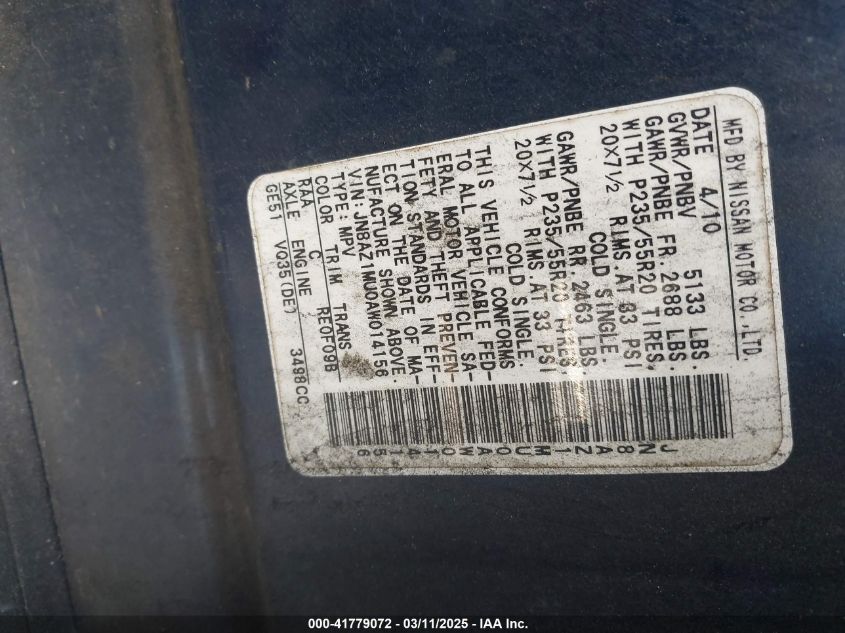 MFD BY NISSAN MOTOR CO.,LTD.
DATE 4/10
GVWR/PNBV 5133 LBS.
GAWR/PNBE FR. 2688 LBS.
WITH P235/55R20 TIRES,
20X7½ RIMS AT 33 PSI
COLD SINGLE.
GAWR/PNBE RR 2463 LBS
WITH P235/55R20 TIRES
20X7½ RIMS AT 33 PSI
COLD SINGLE.
THIS VEHICLE CONFORMS
TO ALL APPLICABLE FED-
ERAL MOTOR VEHICLE SA-
FETY AND THEFT PREVEN-
TION STANDARDS IN EFF-
ECT ON THE DATE OF MA-
NUFACTURE SHOWN ABOVE.
VIN:JN8AZ1MU0AW014156
TYPE:MPV
COLOR TRIM TRANS
RAA C RE0F09B
AXLE ENGINE
GE51 VQ35(DE) 3498CC
JN8AZ1MU0AW014156
000-41779072 - 03/11/2025 - IAA Inc.